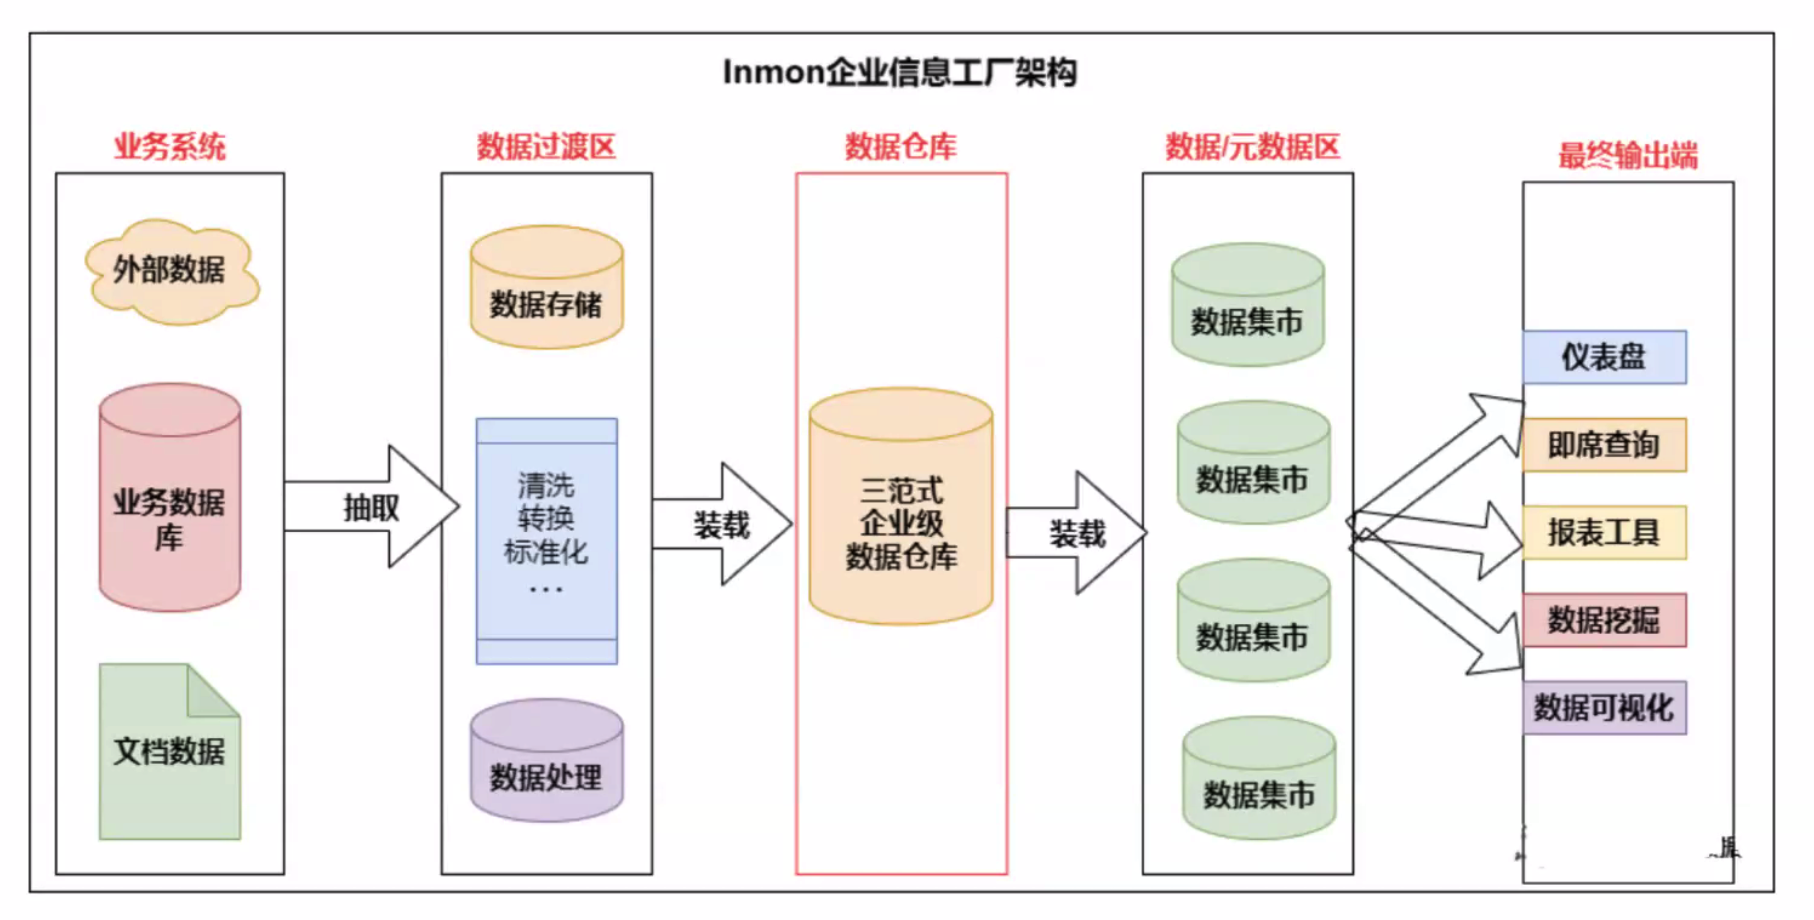 Inmon企业信息工厂架构
业务系统
外部数据
业务数据
库
文档数据
抽取
数据过渡区
数据存储
清洗
转换
标准化
...
数据处理
装载
数据仓库
三范式
企业级
数据仓库
装载
数据/元数据区
数据集市
数据集市
数据集市
数据集市
最终输出端
仪表盘
即席查询
报表工具
数据挖掘
数据可视化